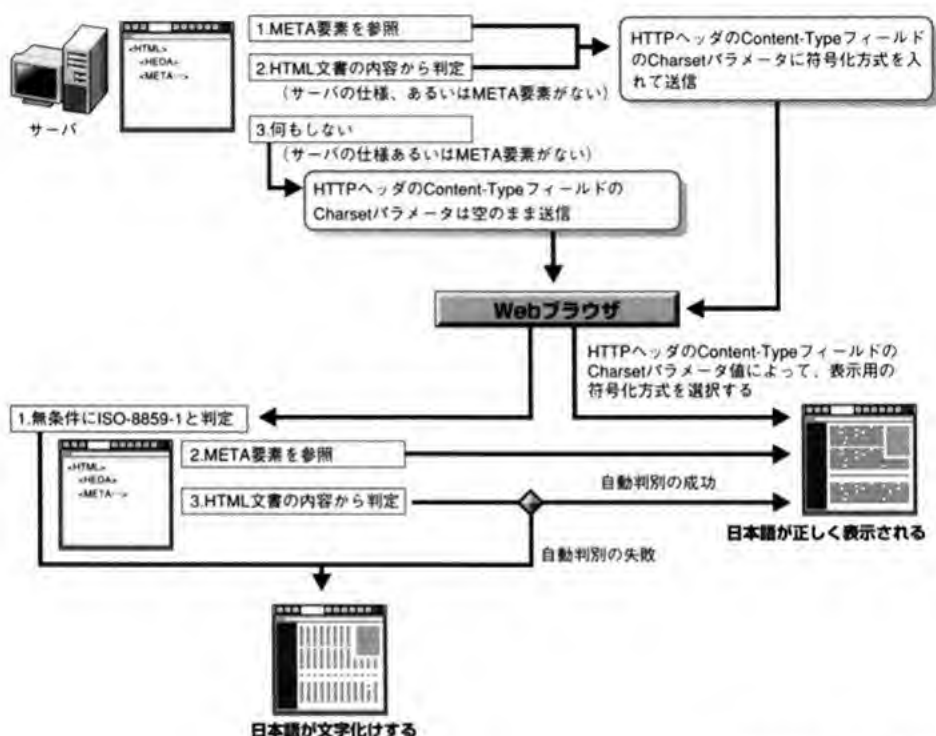 <HTML>
<HEDA>
<META…>
サーバ
1.META要素を参照
2.HTML文書の内容から判定
（サーバの仕様、あるいはMETA要素がない）
3.何もしない
（サーバの仕様あるいはMETA要素がない）
HTTPヘッダのContent-Typeフィールド
のCharsetパラメータに符号化方式を入
れて送信
HTTPヘッダのContent-Typeフィールドの
Charsetパラメータは空のまま送信
Webブラウザ
HTTPヘッダのContent-Typeフィールドの
Charsetパラメータ値によって、表示用の
符号化方式を選択する
1.無条件にISO-8859-1と判定
<HTML>
<HEDA>
<META…>
2.META要素を参照
3.HTML文書の内容から判定
自動判別の成功
日本語が正しく表示される
自動判別の失敗
日本語が文字化けする